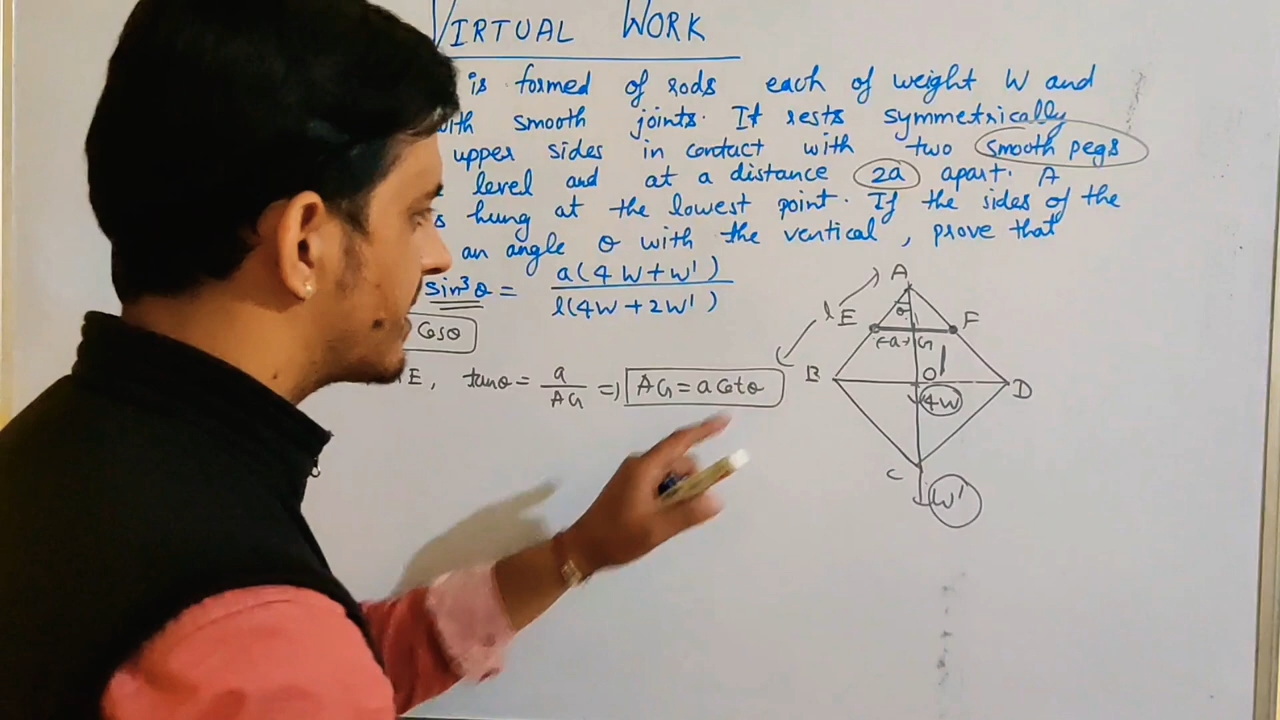 VIRTUAL WORK
is formed of rods each of weight W and
with smooth joints. It rests symmetrically
upper sides in contact with two smooth pegs
level and at a distance 2a apart. A
s hung at the lowest point. If the sides of the
an angle θ with the vertical, prove that
sin³θ = a(4W+W') / l(4W+2W')
Cosθ
E, tanθ = a / AG => AG = a Cotθ
A
l
E θ F
a G
B O D
4W
C
W'